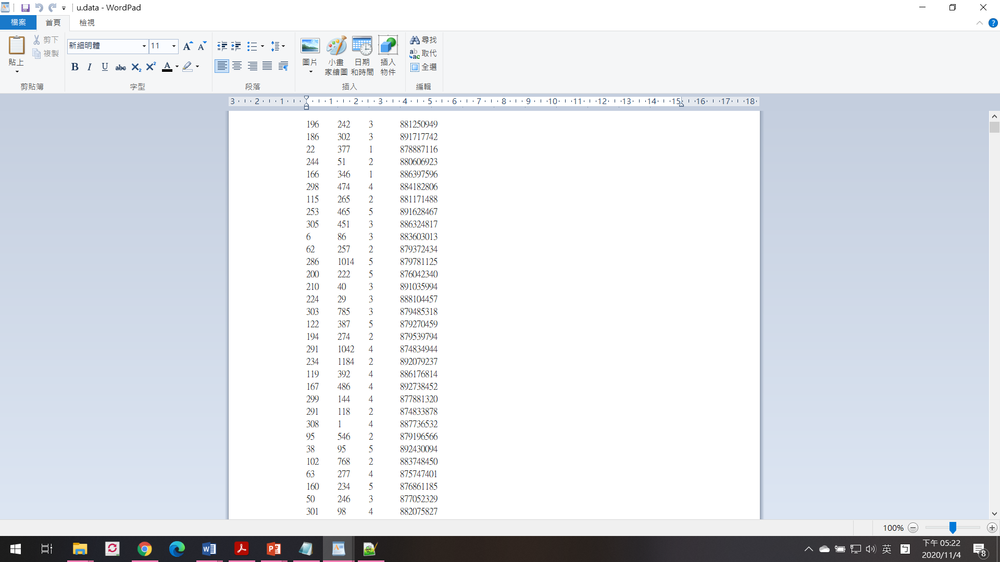 u.data - WordPad
檔案 首頁 檢視
貼上
剪下
複製
剪貼簿
新細明體 11
字型
段落
圖片
小畫家繪圖
日期和時間
插入物件
插入
尋找
取代
全選
編輯
3 2 1 1 2 3 4 5 6 7 8 9 10 11 12 13 14 15 16 17 18
196 242 3 881250949
186 302 3 891717742
22 377 1 878887116
244 51 2 880606923
166 346 1 886397596
298 474 4 884182806
115 265 2 881171488
253 465 5 891628467
305 451 3 886324817
6 86 3 883603013
62 257 2 879372434
286 1014 5 879781125
200 222 5 876042340
210 40 3 891035994
224 29 3 888104457
303 785 3 879485318
122 387 5 879270459
194 274 2 879539794
291 1042 4 874834944
234 1184 2 892079237
119 392 4 886176814
167 486 4 892738452
299 144 4 877881320
291 118 2 874833878
308 1 4 887736532
95 546 2 879196566
38 95 5 892430094
102 768 2 883748450
63 277 4 875747401
160 234 5 876861185
50 246 3 877052329
301 98 4 882075827
100%
英
下午 05:22
2020/11/4
8